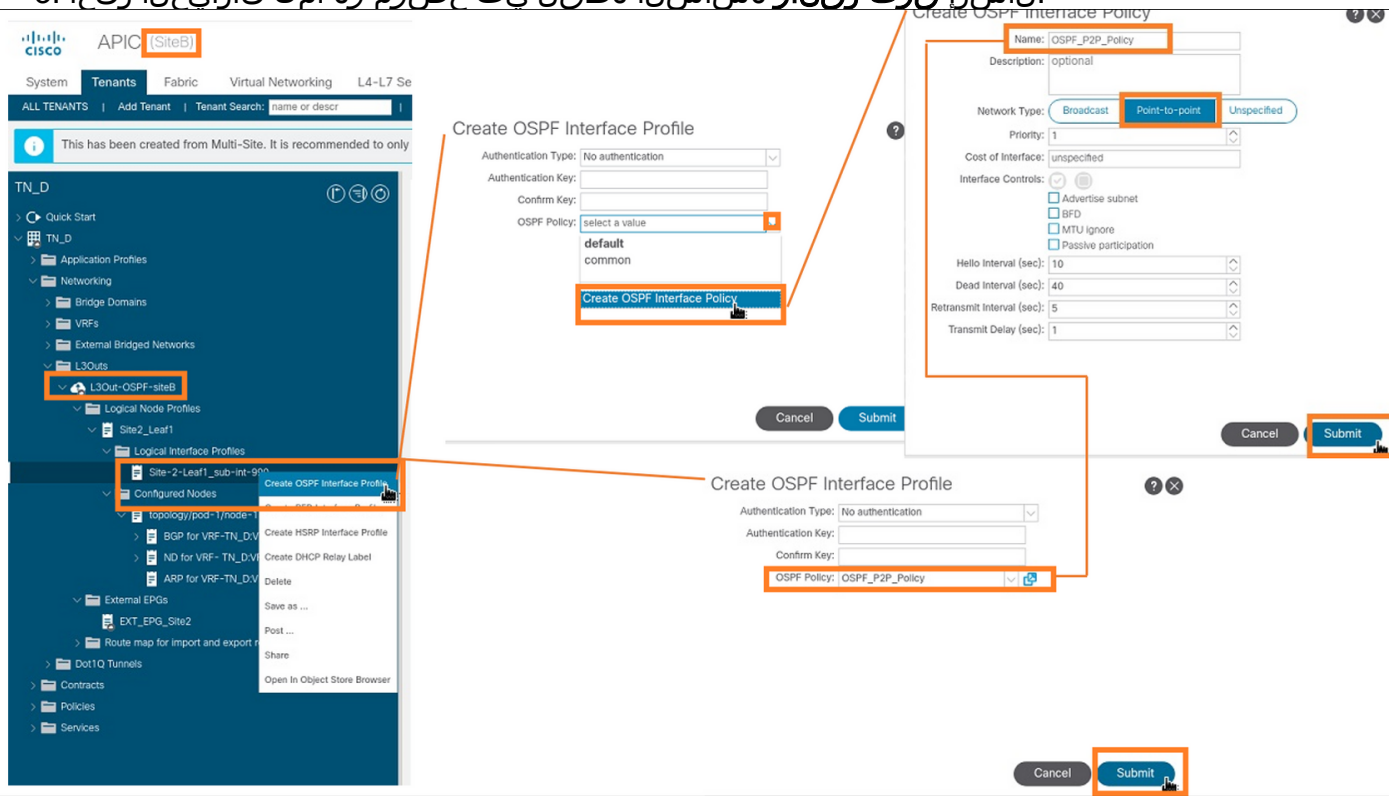 Create OSPF Interface Policy
cisco
APIC (SiteB)
System Tenants Fabric Virtual Networking L4-L7 Se
ALL TENANTS | Add Tenant | Tenant Search: name or descr |
This has been created from Multi-Site. It is recommended to only
TN_D
Quick Start
TN_D
Application Profiles
Networking
Bridge Domains
VRFs
External Bridged Networks
L3Outs
L3Out-OSPF-siteB
Logical Node Profiles
Site2_Leaf1
Logical Interface Profiles
Site-2-Leaf1_sub-int-900
Configured Nodes
topology/pod-1/node-1
BGP for VRF-TN_D:V
ND for VRF- TN_D:V
ARP for VRF-TN_D:V
External EPGs
EXT_EPG_Site2
Route map for import and export r
Dot1Q Tunnels
Contracts
Policies
Services
Create OSPF Interface Profile
Create HSRP Interface Profile
Create DHCP Relay Label
Delete
Save as ...
Post ...
Share
Open In Object Store Browser
Create OSPF Interface Profile
Authentication Type: No authentication
Authentication Key:
Confirm Key:
OSPF Policy: select a value
default
common
Create OSPF Interface Policy
Cancel Submit
Name: OSPF_P2P_Policy
Description: optional
Network Type: Broadcast Point-to-point Unspecified
Priority: 1
Cost of Interface: unspecified
Interface Controls:
Advertise subnet
BFD
MTU ignore
Passive participation
Hello Interval (sec): 10
Dead Interval (sec): 40
Retransmit Interval (sec): 5
Transmit Delay (sec): 1
Cancel Submit
Create OSPF Interface Profile
Authentication Type: No authentication
Authentication Key:
Confirm Key:
OSPF Policy: OSPF_P2P_Policy
Cancel Submit